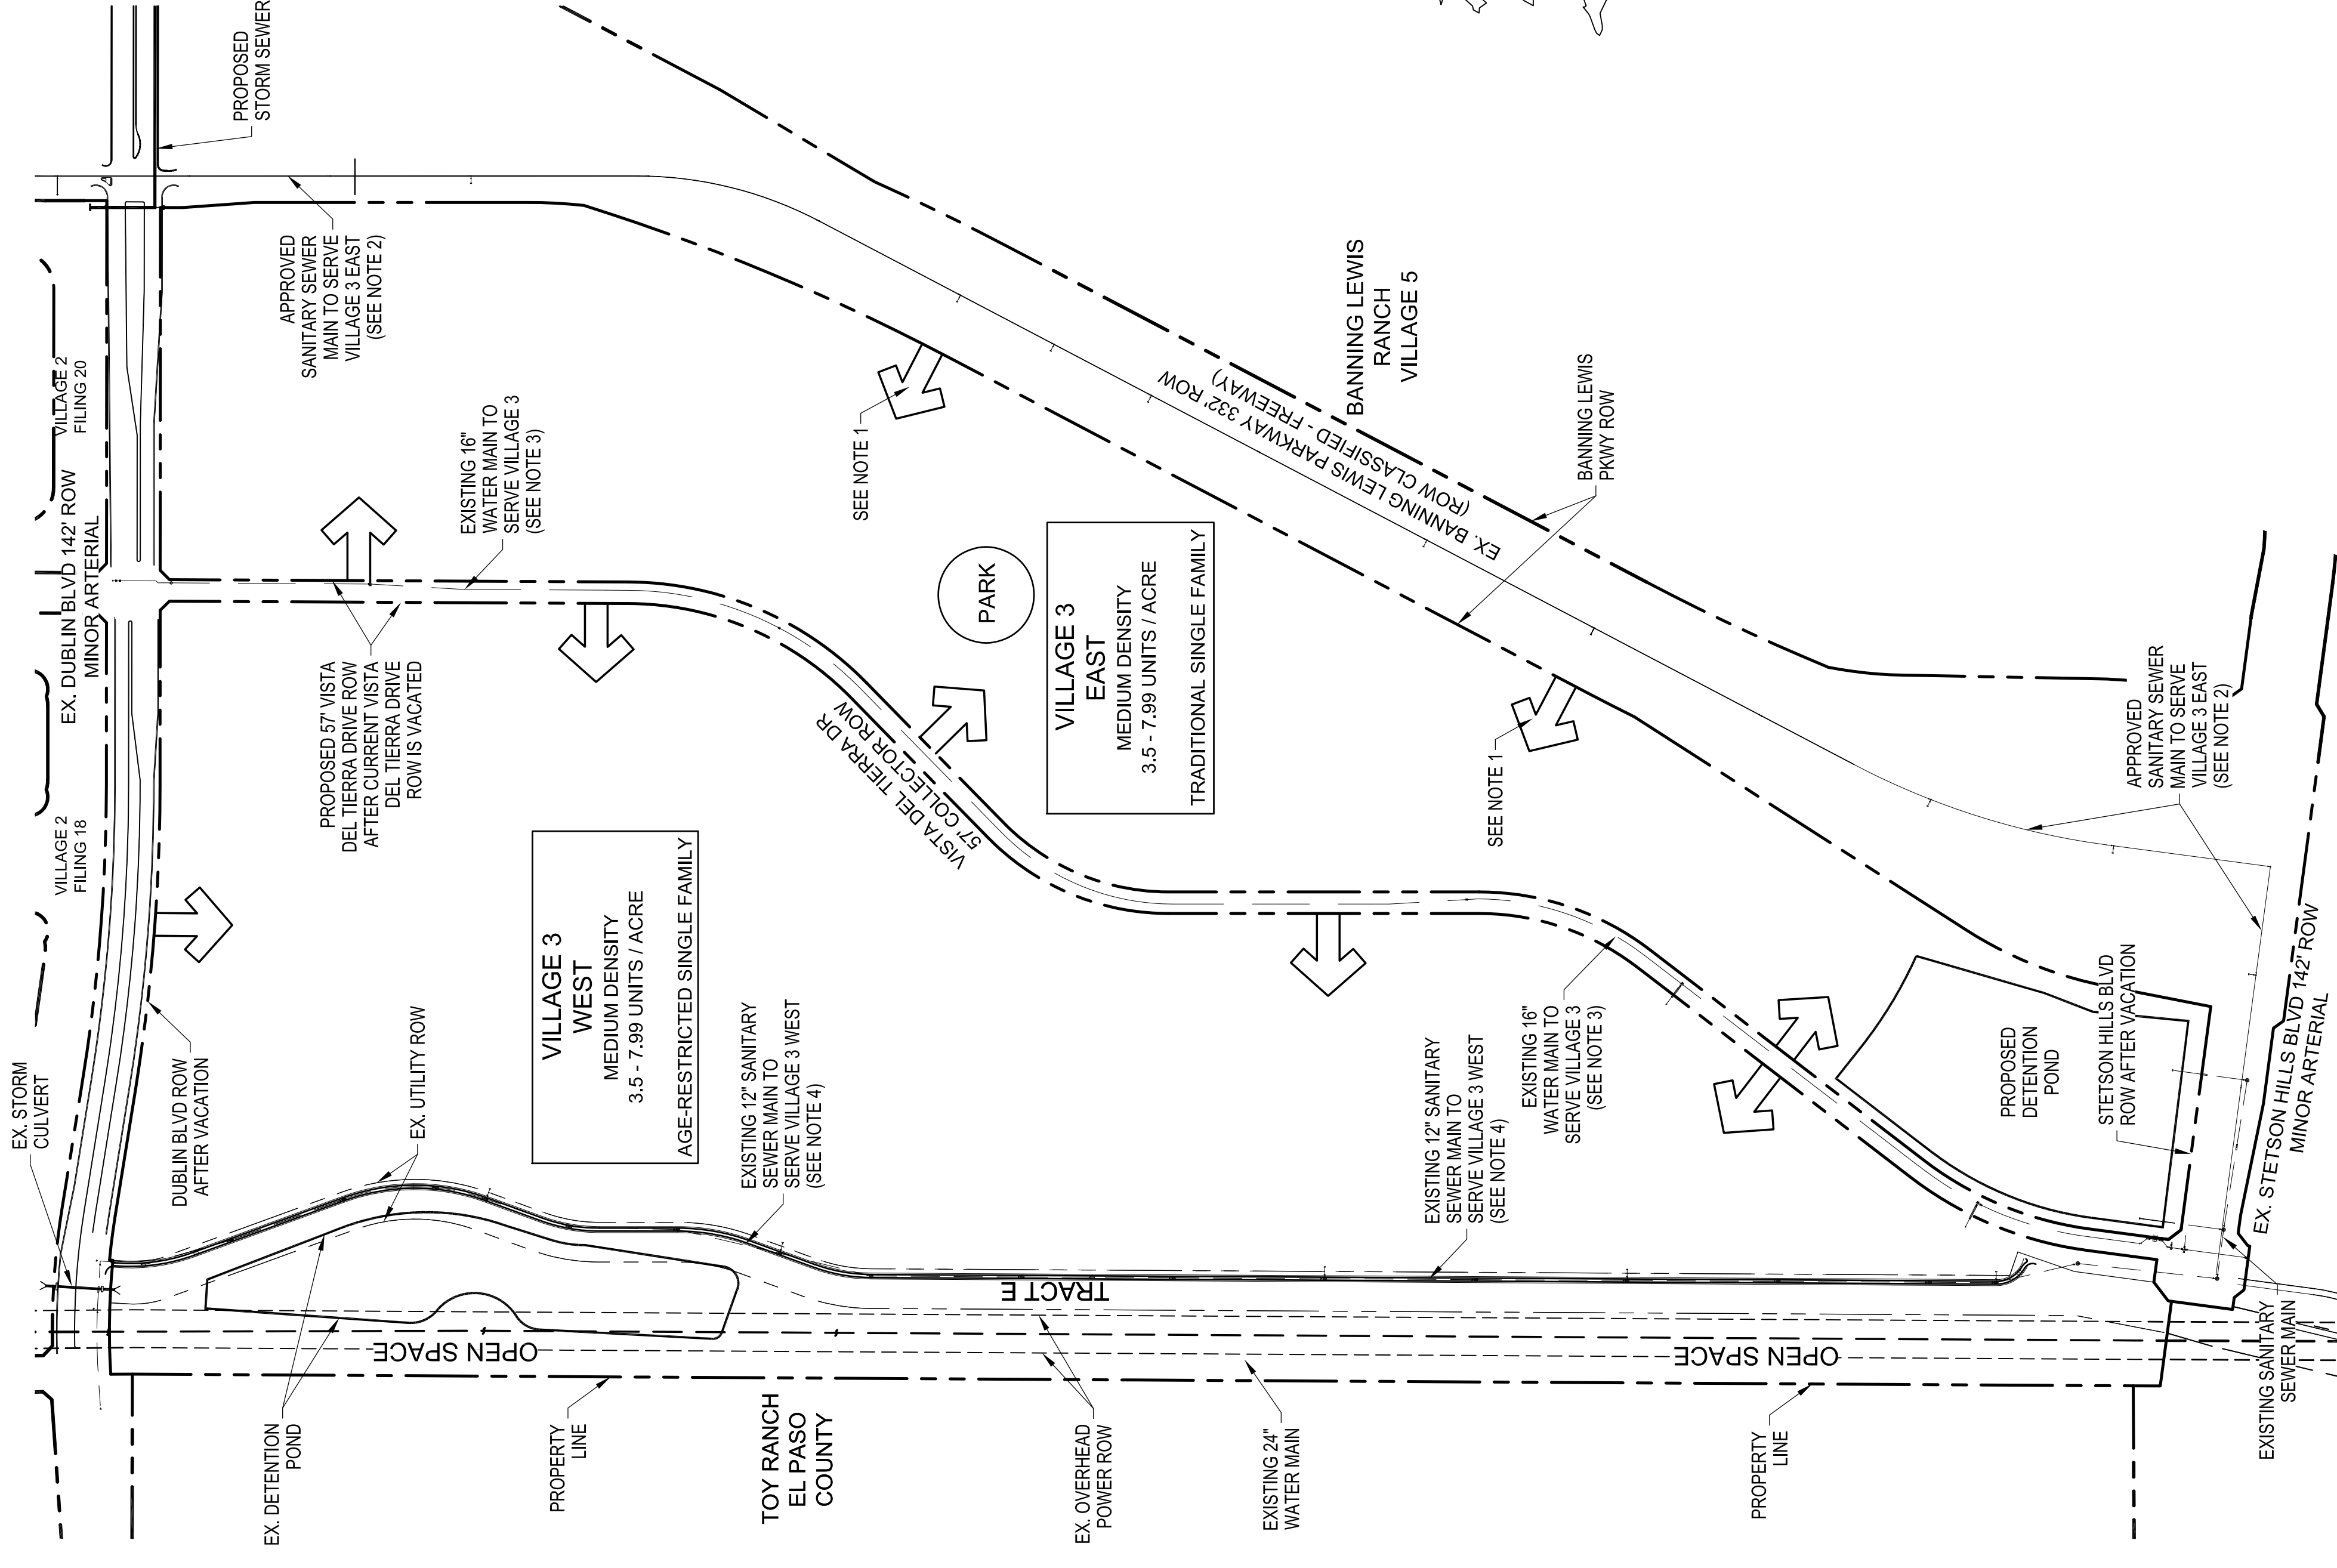 PROPOSED
STORM SEWER
APPROVED
SANITARY SEWER
MAIN TO SERVE
VILLAGE 3 EAST
(SEE NOTE 2)
VILLAGE 2
FILING 20
EX. DUBLIN BLVD 142' ROW
MINOR ARTERIAL
VILLAGE 2
FILING 18
EXISTING 16"
WATER MAIN TO
SERVE VILLAGE 3
(SEE NOTE 3)
PROPOSED 57' VISTA
DEL TIERRA DRIVE ROW
AFTER CURRENT VISTA
DEL TIERRA DRIVE
ROW IS VACATED
SEE NOTE 1
BANNING LEWIS
RANCH
VILLAGE 5
EX. BANNING LEWIS PARKWAY 332' ROW
(ROW CLASSIFIED - FREEWAY)
BANNING LEWIS
PKWY ROW
PARK
VILLAGE 3
EAST
MEDIUM DENSITY
3.5 - 7.99 UNITS / ACRE
TRADITIONAL SINGLE FAMILY
VISTA DEL TIERRA DR
57' COLLECTOR ROW
SEE NOTE 1
APPROVED
SANITARY SEWER
MAIN TO SERVE
VILLAGE 3 EAST
(SEE NOTE 2)
EX. STORM
CULVERT
DUBLIN BLVD ROW
AFTER VACATION
EX. UTILITY ROW
VILLAGE 3
WEST
MEDIUM DENSITY
3.5 - 7.99 UNITS / ACRE
AGE-RESTRICTED SINGLE FAMILY
EXISTING 12" SANITARY
SEWER MAIN TO
SERVE VILLAGE 3 WEST
(SEE NOTE 4)
EXISTING 12" SANITARY
SEWER MAIN TO
SERVE VILLAGE 3 WEST
(SEE NOTE 4)
EXISTING 16"
WATER MAIN TO
SERVE VILLAGE 3
(SEE NOTE 3)
PROPOSED
DETENTION
POND
STETSON HILLS BLVD
ROW AFTER VACATION
EX. STETSON HILLS BLVD 142' ROW
MINOR ARTERIAL
TRACT E
OPEN SPACE
OPEN SPACE
EX. DETENTION
POND
PROPERTY
LINE
TOY RANCH
EL PASO
COUNTY
EX. OVERHEAD
POWER ROW
EXISTING 24"
WATER MAIN
PROPERTY
LINE
EXISTING SANITARY
SEWER MAIN